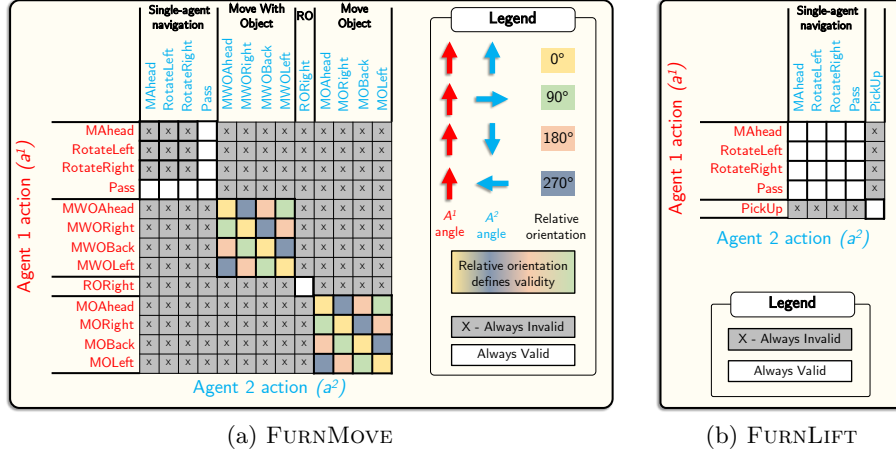 Single-agent navigation
Move With Object
RO
Move Object
MAhead
RotateLeft
RotateRight
Pass
MWOAhead
MWORight
MWOBack
MWOLeft
RORight
MOAhead
MORight
MOBack
MOLeft
Agent 1 action (a¹)
MAhead x x x x x x x x x x x x
RotateLeft x x x x x x x x x x x x
RotateRight x x x x x x x x x x x x
Pass x x x x x x x x x
MWOAhead x x x x x x x x x
MWORight x x x x x x x x x
MWOBack x x x x x x x x x
MWOLeft x x x x x x x x x
RORight x x x x x x x x x x x x
MOAhead x x x x x x x x x
MORight x x x x x x x x x
MOBack x x x x x x x x x
MOLeft x x x x x x x x x
Agent 2 action (a²)
Legend
0°
90°
180°
270°
A¹ angle
A² angle
Relative orientation
Relative orientation defines validity
X - Always Invalid
Always Valid
(a) FurnMove
Single-agent navigation
MAhead
RotateLeft
RotateRight
Pass
PickUp
Agent 1 action (a¹)
MAhead x
RotateLeft x
RotateRight x
Pass x
PickUp x x x x
Agent 2 action (a²)
Legend
X - Always Invalid
Always Valid
(b) FurnLift